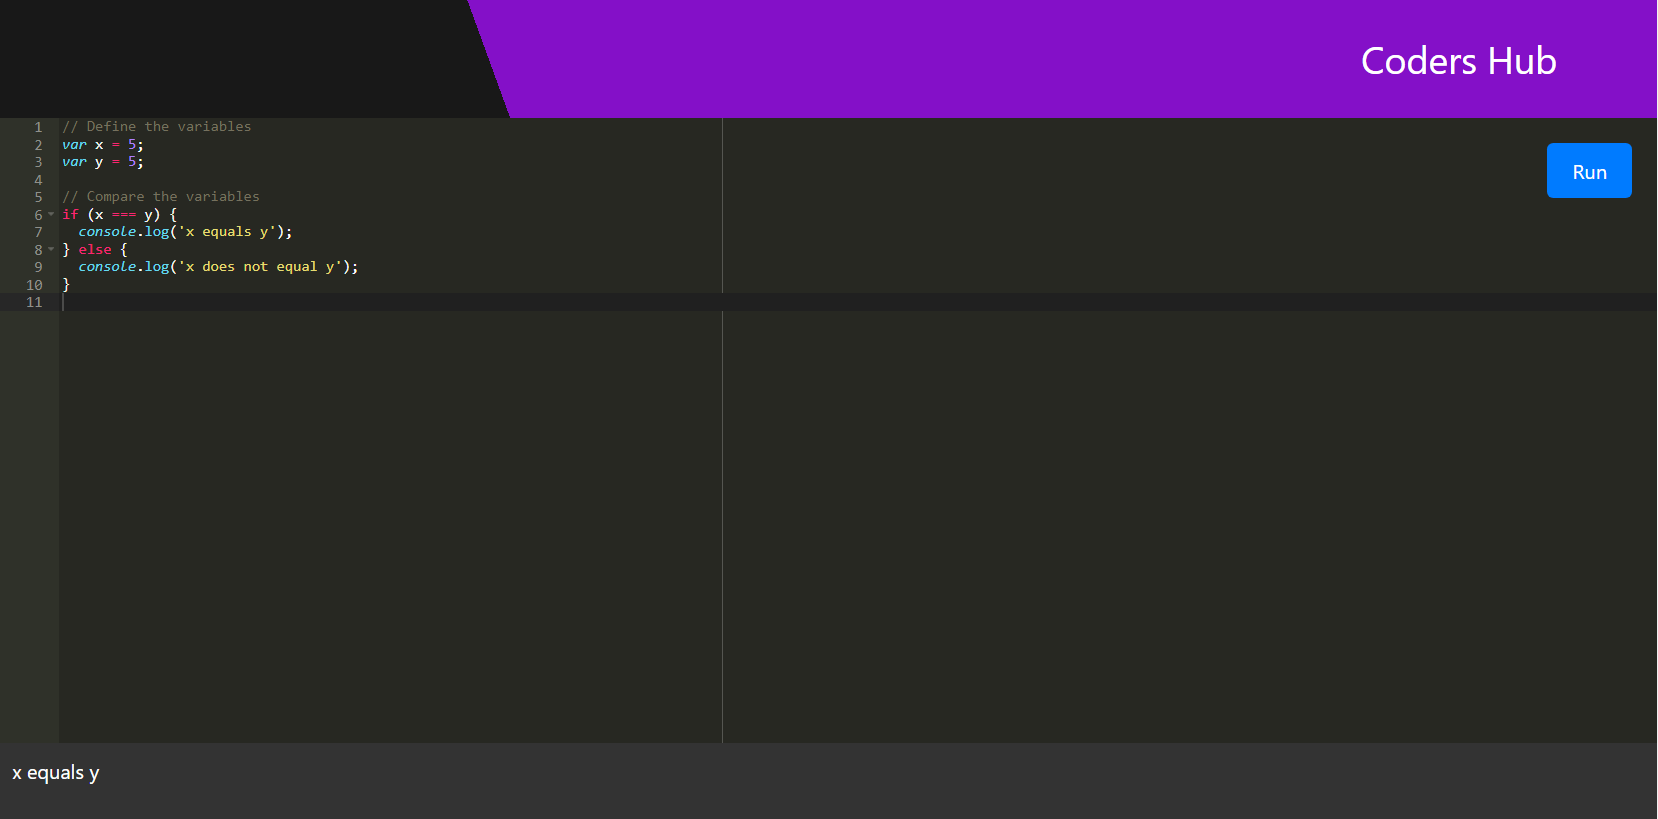 Coders Hub
1 // Define the variables
2 var x = 5;
3 var y = 5;
4
5 // Compare the variables
6 if (x === y) {
7   console.log('x equals y');
8 } else {
9   console.log('x does not equal y');
10 }
11
Run
x equals y